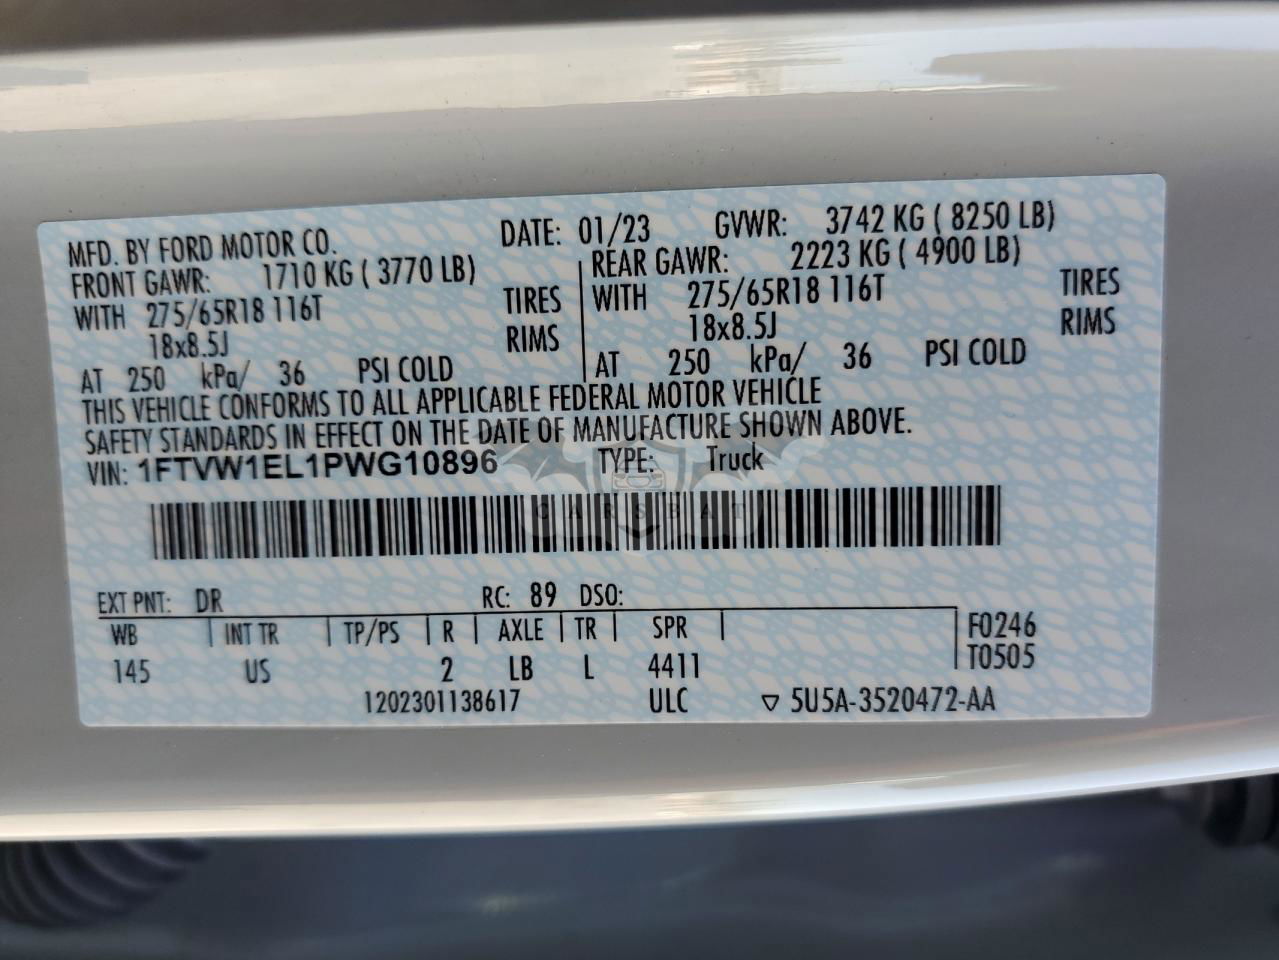 MFD. BY FORD MOTOR CO. DATE: 01/23 GVWR: 3742 KG ( 8250 LB)
FRONT GAWR: 1710 KG ( 3770 LB) REAR GAWR: 2223 KG ( 4900 LB)
WITH 275/65R18 116T TIRES WITH 275/65R18 116T TIRES
18x8.5J RIMS 18x8.5J RIMS
AT 250 kPa/ 36 PSI COLD AT 250 kPa/ 36 PSI COLD
THIS VEHICLE CONFORMS TO ALL APPLICABLE FEDERAL MOTOR VEHICLE
SAFETY STANDARDS IN EFFECT ON THE DATE OF MANUFACTURE SHOWN ABOVE.
VIN: 1FTVW1EL1PWG10896 TYPE: Truck
CARSBAT
EXT PNT: DR RC: 89 DSO:
WB INT TR TP/PS R AXLE TR SPR F0246
145 US 2 LB L 4411 T0505
1202301138617 ULC ▽ 5U5A-3520472-AA